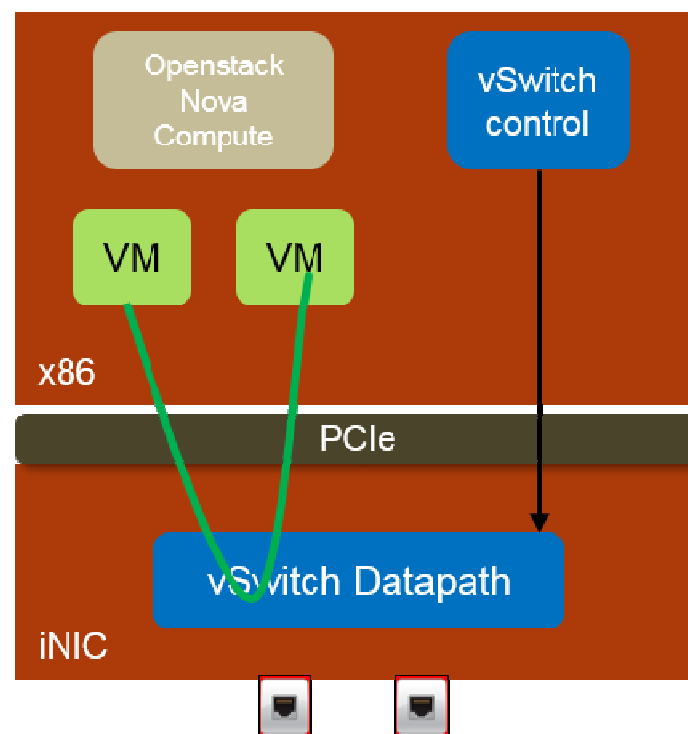 Openstack
Nova
Compute
vSwitch
control
VM
VM
x86
PCIe
vSwitch Datapath
iNIC